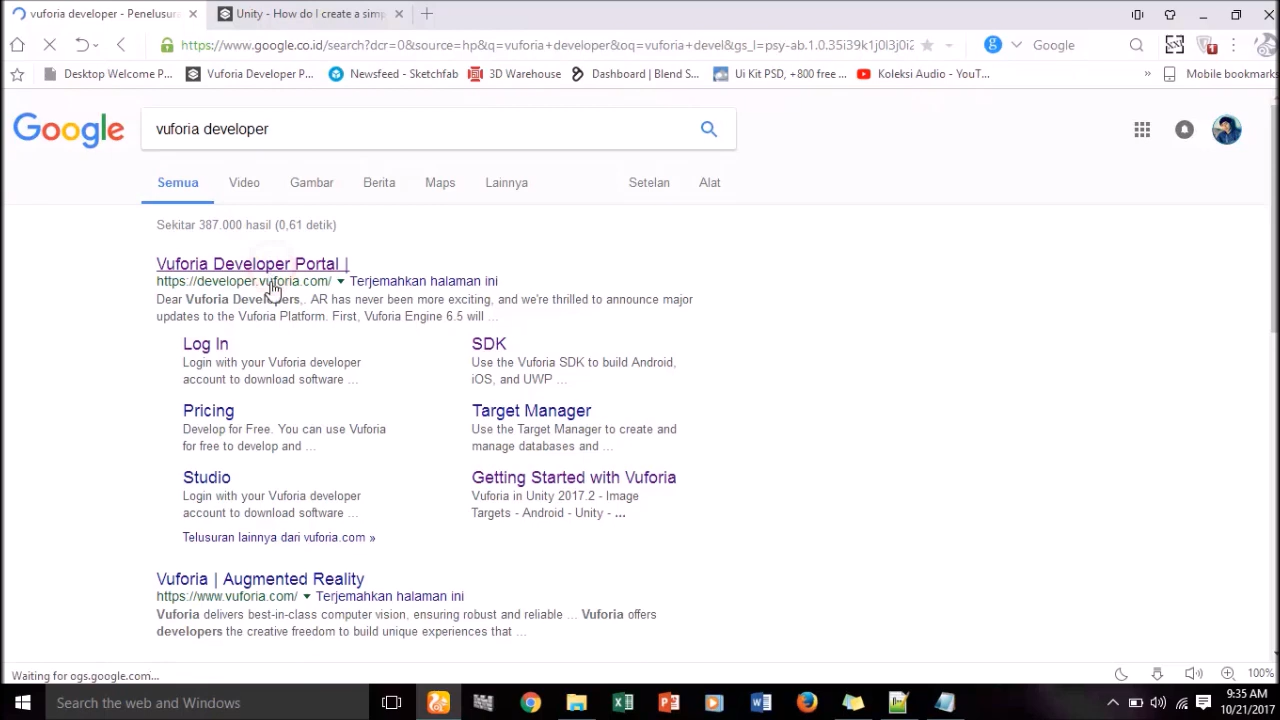 vuforia developer - Penelusura
Unity - How do I create a simp
https://www.google.co.id/search?dcr=0&source=hp&q=vuforia+developer&oq=vuforia+devel&gs_l=psy-ab.1.0.35i39k1j0l3j0i2
Google
Desktop Welcome P...
Vuforia Developer P...
Newsfeed - Sketchfab
3D Warehouse
Dashboard | Blend S...
Ui Kit PSD, +800 free ...
Koleksi Audio - YouT...
»
Mobile bookmarks
Google
vuforia developer
Semua
Video
Gambar
Berita
Maps
Lainnya
Setelan
Alat
Sekitar 387.000 hasil (0,61 detik)
Vuforia Developer Portal |
https://developer.vuforia.com/ Terjemahkan halaman ini
Dear Vuforia Developers,. AR has never been more exciting, and we're thrilled to announce major
updates to the Vuforia Platform. First, Vuforia Engine 6.5 will ...
Log In
Login with your Vuforia developer
account to download software ...
SDK
Use the Vuforia SDK to build Android,
iOS, and UWP ...
Pricing
Develop for Free. You can use Vuforia
for free to develop and ...
Target Manager
Use the Target Manager to create and
manage databases and ...
Studio
Login with your Vuforia developer
account to download software ...
Getting Started with Vuforia
Vuforia in Unity 2017.2 - Image
Targets - Android - Unity - ...
Telusuran lainnya dari vuforia.com »
Vuforia | Augmented Reality
https://www.vuforia.com/ Terjemahkan halaman ini
Vuforia delivers best-in-class computer vision, ensuring robust and reliable ... Vuforia offers
developers the creative freedom to build unique experiences that ...
Waiting for ogs.google.com...
100%
Search the web and Windows
9:35 AM
10/21/2017